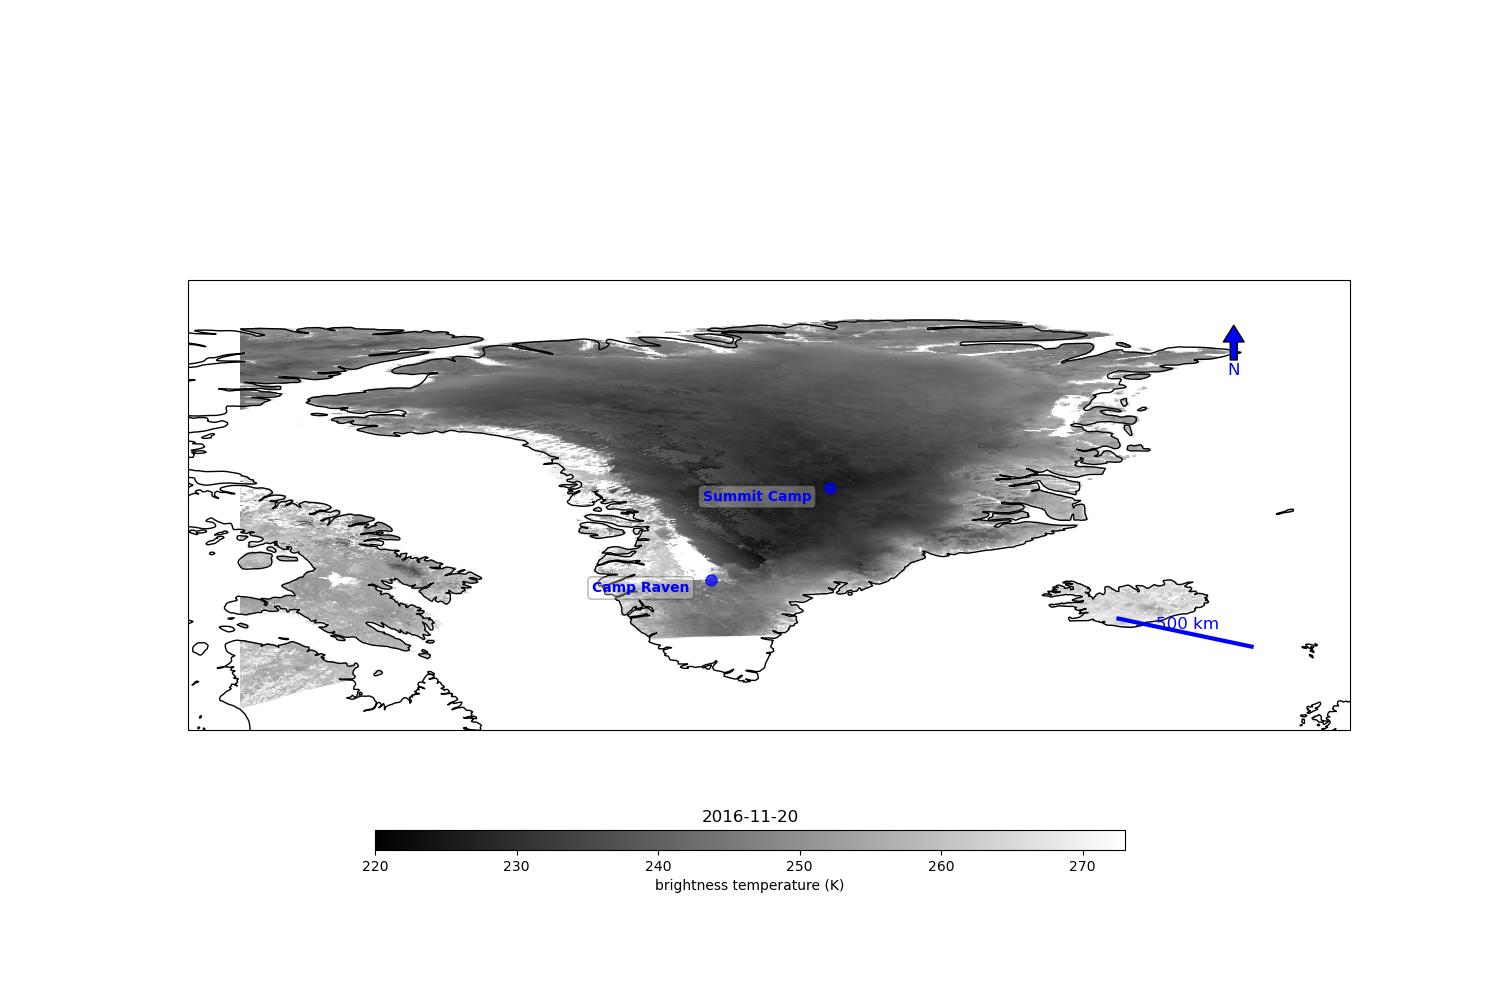 N
Summit Camp
Camp Raven
500 km
2016-11-20
220 230 240 250 260 270
brightness temperature (K)